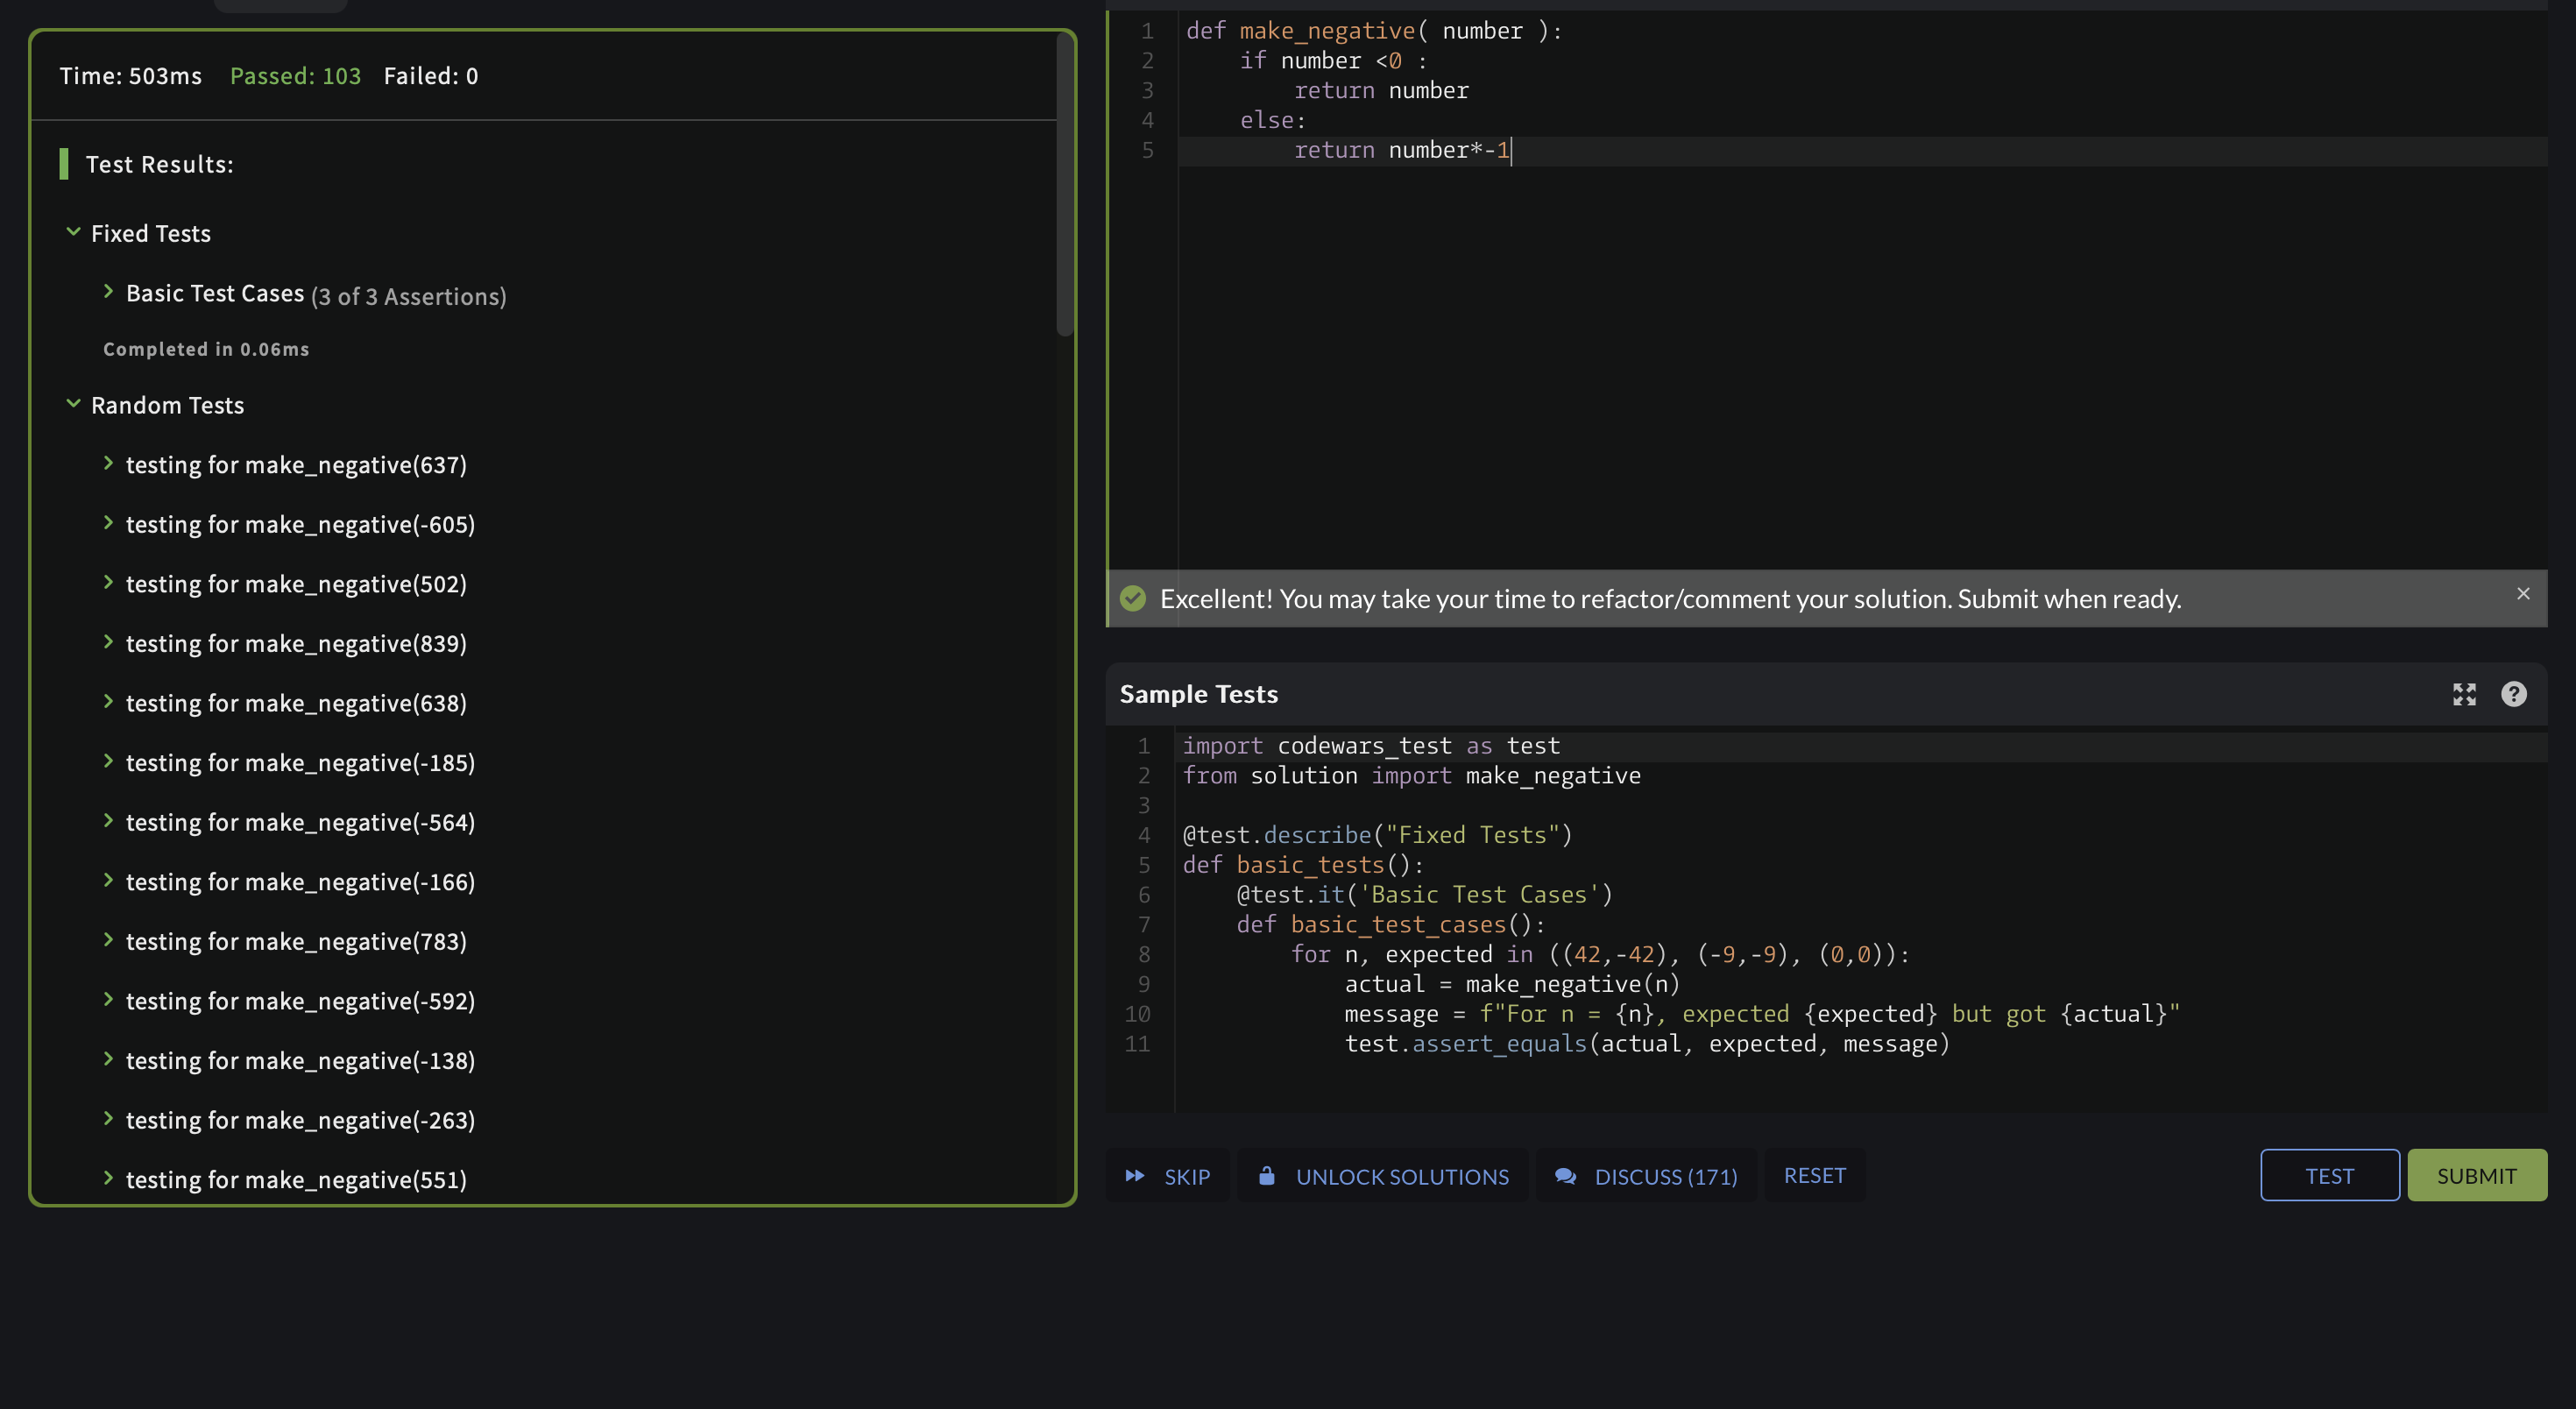 Time: 503ms Passed: 103 Failed: 0
Test Results:
Fixed Tests
Basic Test Cases (3 of 3 Assertions)
Completed in 0.06ms
Random Tests
testing for make_negative(637)
testing for make_negative(-605)
testing for make_negative(502)
testing for make_negative(839)
testing for make_negative(638)
testing for make_negative(-185)
testing for make_negative(-564)
testing for make_negative(-166)
testing for make_negative(783)
testing for make_negative(-592)
testing for make_negative(-138)
testing for make_negative(-263)
testing for make_negative(551)
1 def make_negative( number ):
2     if number <0 :
3         return number
4     else:
5         return number*-1
Excellent! You may take your time to refactor/comment your solution. Submit when ready.
Sample Tests
1 import codewars_test as test
2 from solution import make_negative
3
4 @test.describe("Fixed Tests")
5 def basic_tests():
6     @test.it('Basic Test Cases')
7     def basic_test_cases():
8         for n, expected in ((42,-42), (-9,-9), (0,0)):
9             actual = make_negative(n)
10             message = f"For n = {n}, expected {expected} but got {actual}"
11             test.assert_equals(actual, expected, message)
SKIP UNLOCK SOLUTIONS DISCUSS (171) RESET TEST SUBMIT